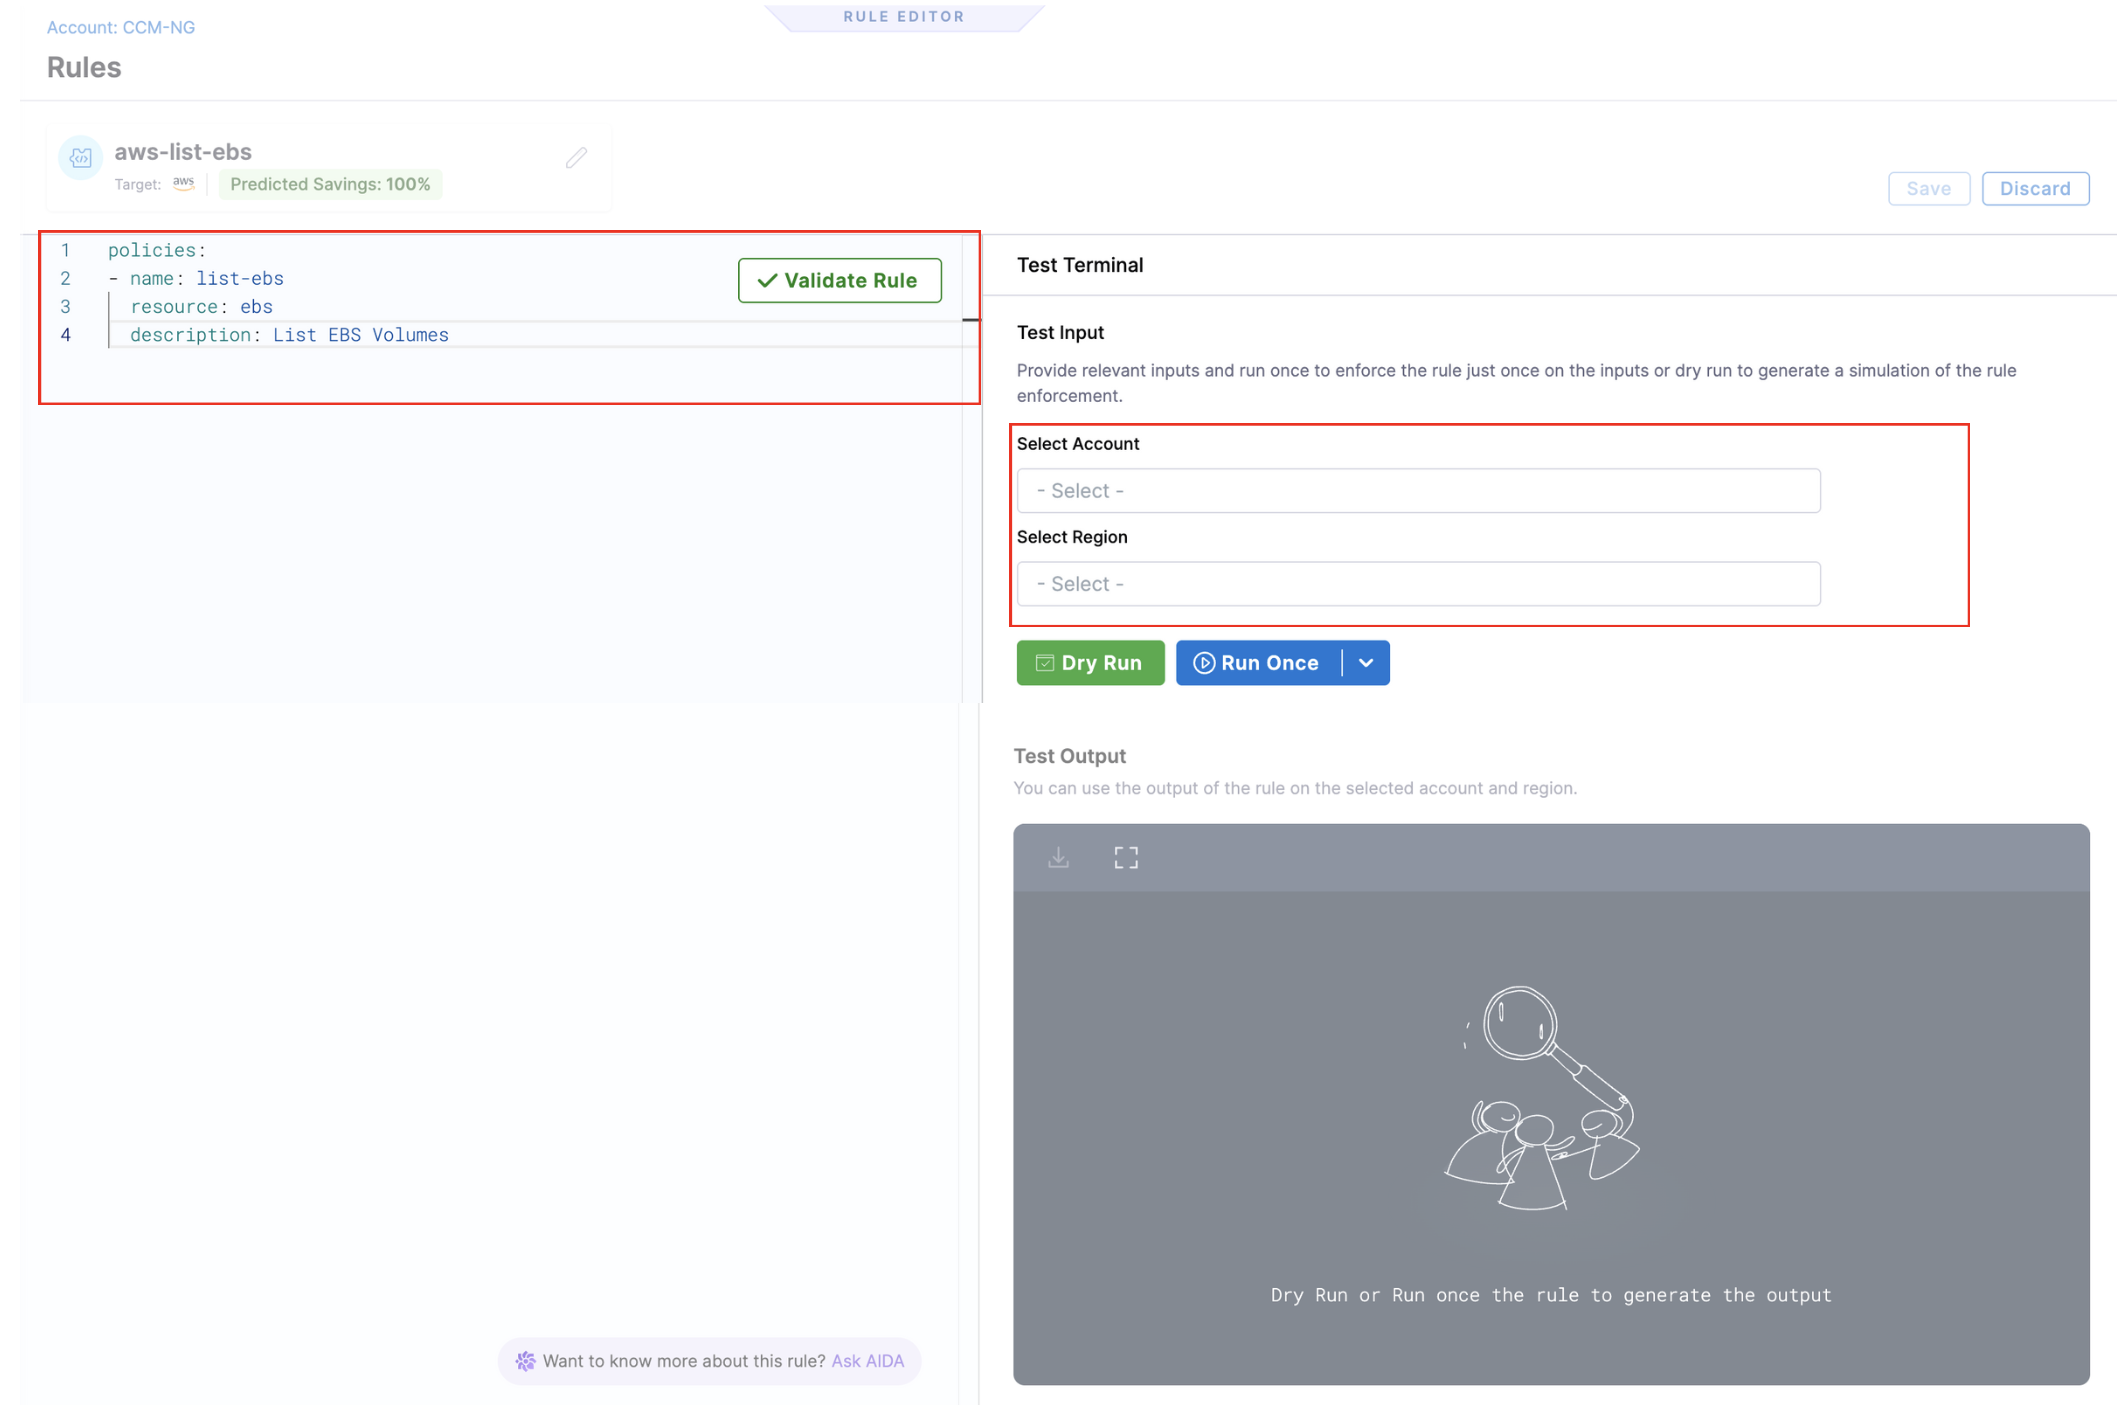 RULE EDITOR
Account: CCM-NG
Rules
aws-list-ebs
Target: aws Predicted Savings: 100%
Save Discard
1 policies:
2 - name: list-ebs
3 resource: ebs
4 description: List EBS Volumes
Validate Rule
Test Terminal
Test Input
Provide relevant inputs and run once to enforce the rule just once on the inputs or dry run to generate a simulation of the rule
enforcement.
Select Account
- Select -
Select Region
- Select -
Dry Run Run Once
Test Output
You can use the output of the rule on the selected account and region.
Dry Run or Run once the rule to generate the output
Want to know more about this rule? Ask AIDA